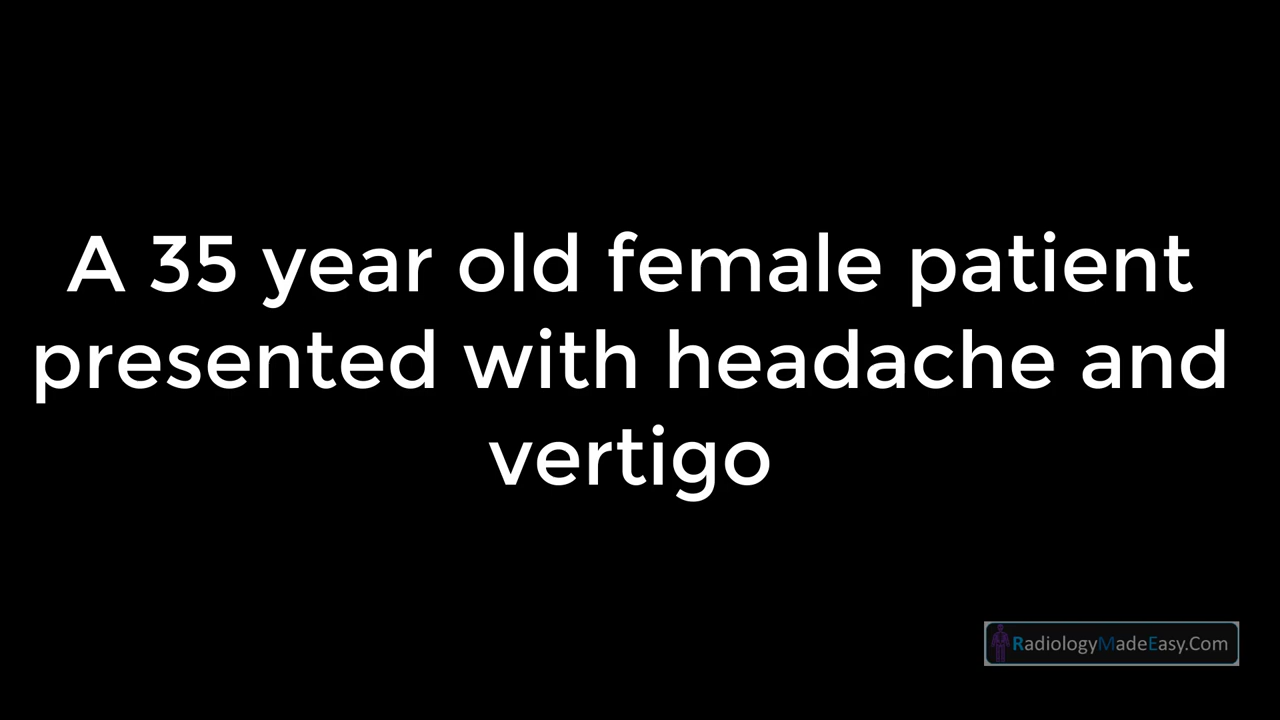 A 35 year old female patient
presented with headache and
vertigo
RadiologyMadeEasy.Com